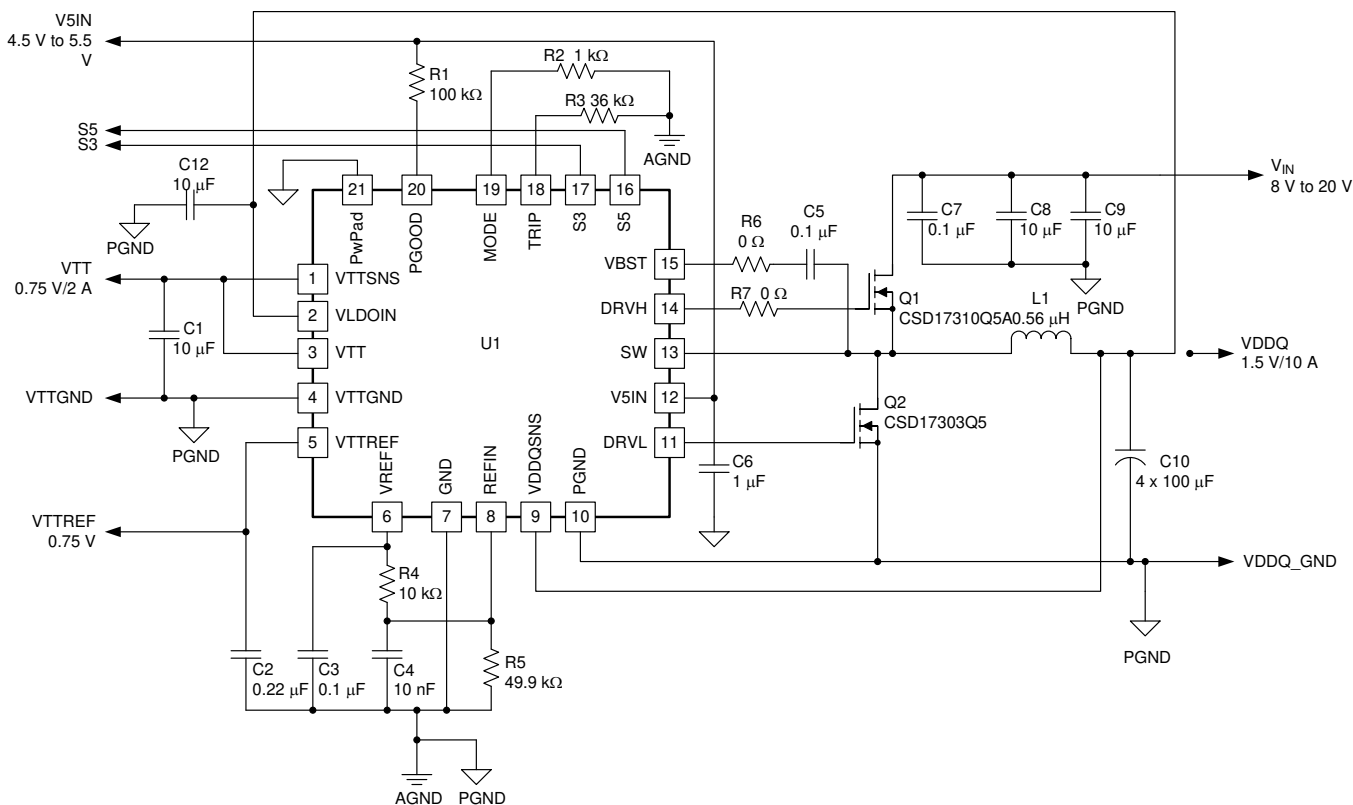 V5IN
4.5 V to 5.5
V
R1
100 kΩ
R2 1 kΩ
R3 36 kΩ
AGND
S5
S3
C12
10 μF
PGND
21
20
19
18
17
16
PwPad
PGOOD
MODE
TRIP
S3
S5
VTT
0.75 V/2 A
C1
10 μF
VTTGND
PGND
VTTREF
0.75 V
1
VTTSNS
2
VLDOIN
3
VTT
4
VTTGND
5
VTTREF
U1
VBST
15
DRVH
14
SW
13
V5IN
12
DRVL
11
VREF
GND
REFIN
VDDQSNS
PGND
6
7
8
9
10
R6
0 Ω
C5
0.1 μF
R7 0 Ω
Q1
CSD17310Q5A
L1
0.56 μH
C7
0.1 μF
C8
10 μF
C9
10 μF
PGND
VIN
8 V to 20 V
VDDQ
1.5 V/10 A
Q2
CSD17303Q5
C6
1 μF
C10
4 x 100 μF
VDDQ_GND
PGND
R4
10 kΩ
C2
0.22 μF
C3
0.1 μF
C4
10 nF
R5
49.9 kΩ
AGND
PGND